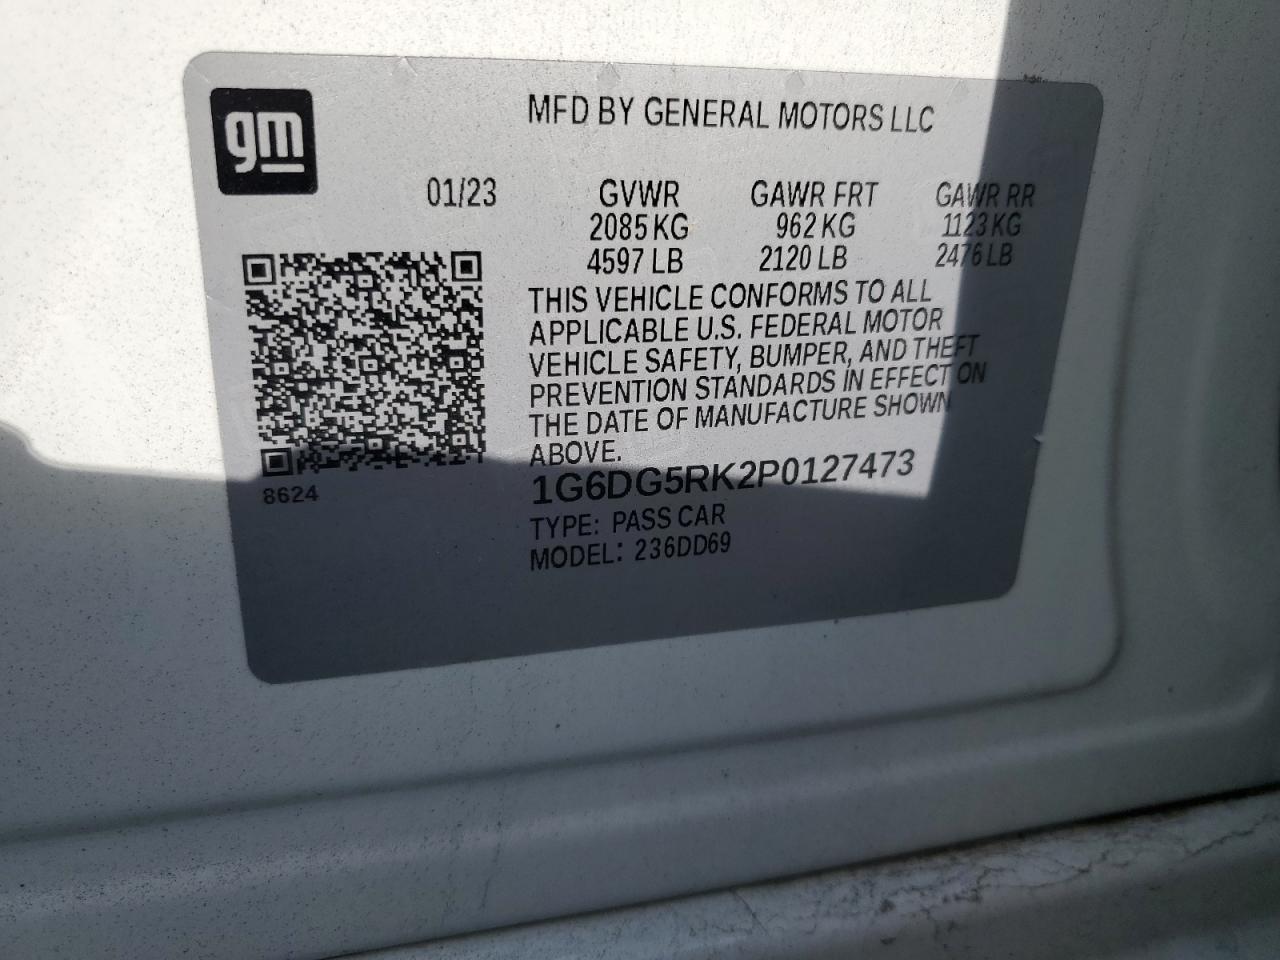 gm
MFD BY GENERAL MOTORS LLC
01/23 GVWR GAWR FRT GAWR RR
2085 KG 962 KG 1123 KG
4597 LB 2120 LB 2476 LB
THIS VEHICLE CONFORMS TO ALL
APPLICABLE U.S. FEDERAL MOTOR
VEHICLE SAFETY, BUMPER, AND THEFT
PREVENTION STANDARDS IN EFFECT ON
THE DATE OF MANUFACTURE SHOWN
ABOVE.
8624
1G6DG5RK2P0127473
TYPE: PASS CAR
MODEL: 236DD69